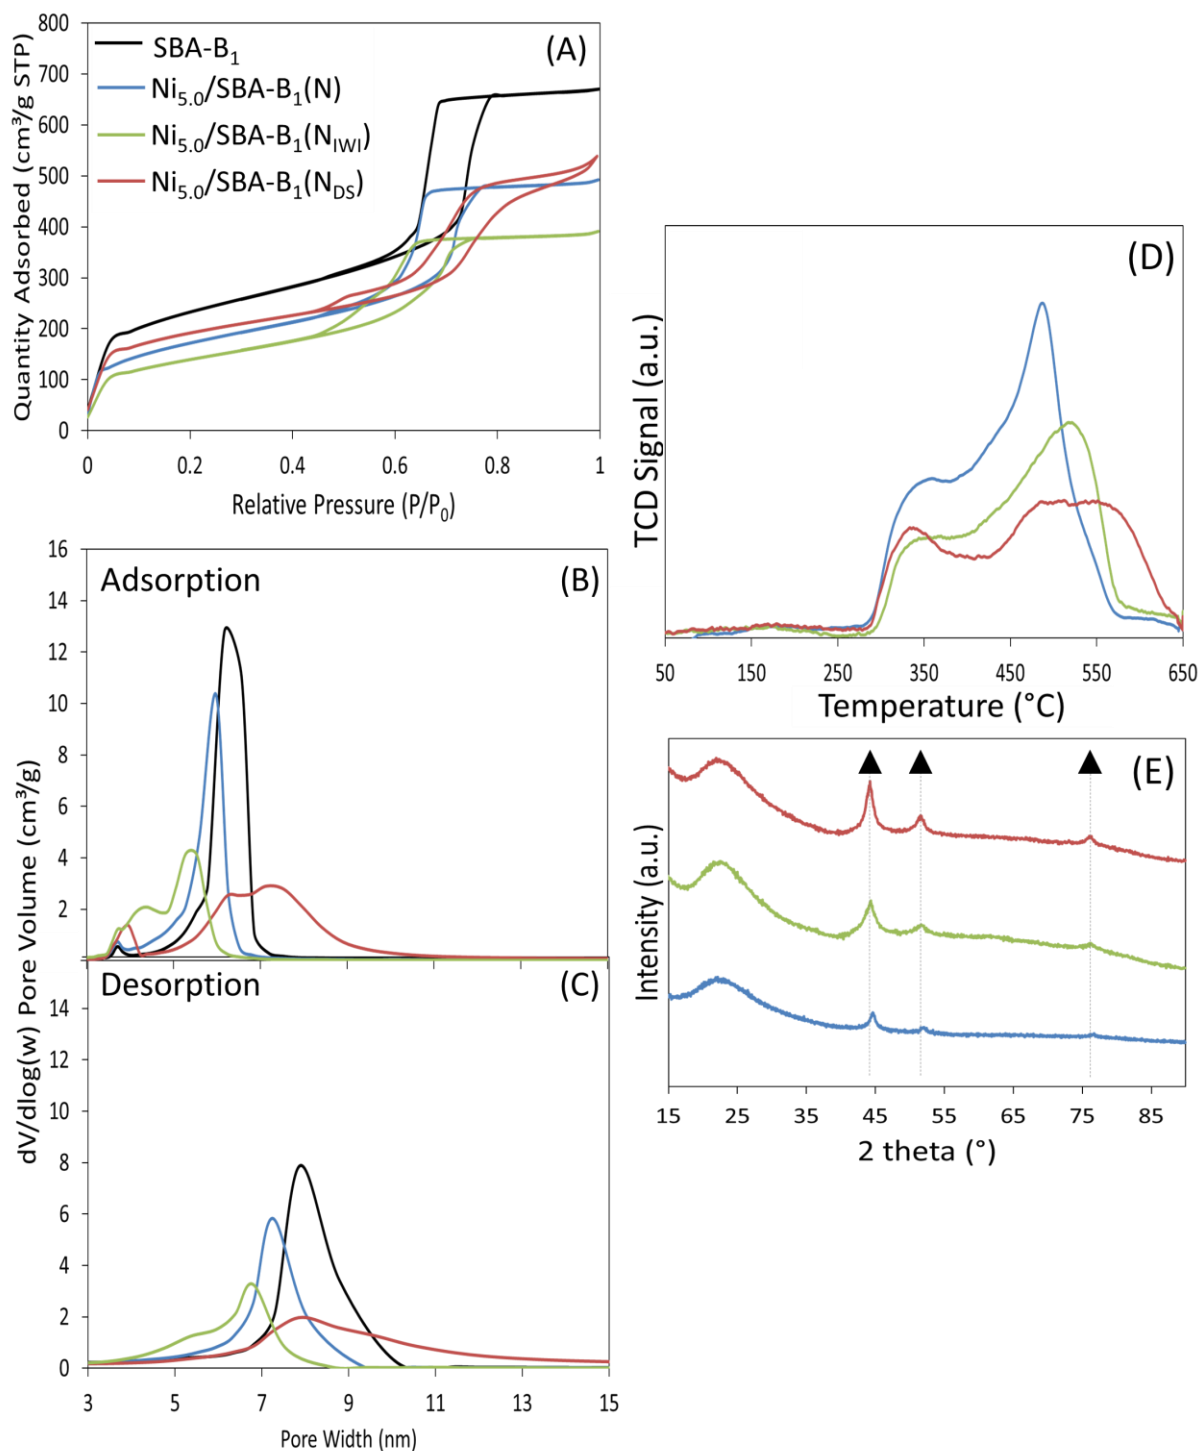 800
700
600
500
400
300
200
100
0
Quantity Adsorbed (cm³/g STP)
SBA-B₁
Ni₅.₀/SBA-B₁(N)
Ni₅.₀/SBA-B₁(N_IWI)
Ni₅.₀/SBA-B₁(N_DS)
(A)
0 0.2 0.4 0.6 0.8 1
Relative Pressure (P/P₀)
16
14
12
10
8
6
4
2
Adsorption
(B)
dV/dlog(w) Pore Volume (cm³/g)
Desorption
(C)
14
12
10
8
6
4
2
0
3 5 7 9 11 13 15
Pore Width (nm)
(D)
TCD Signal (a.u.)
50 150 250 350 450 550 650
Temperature (°C)
(E)
Intensity (a.u.)
15 25 35 45 55 65 75 85
2 theta (°)